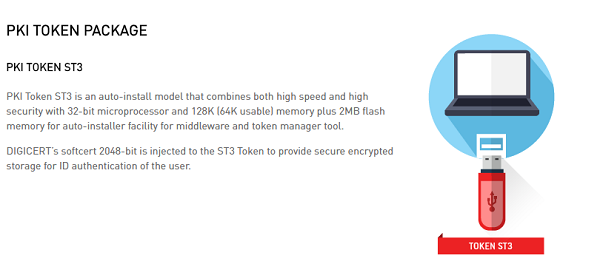 PKI TOKEN PACKAGE
PKI TOKEN ST3
PKI Token ST3 is an auto-install model that combines both high speed and high
security with 32-bit microprocessor and 128K (64K usable) memory plus 2MB flash
memory for auto-installer facility for middleware and token manager tool.
DIGICERT's softcert 2048-bit is injected to the ST3 Token to provide secure encrypted
storage for ID authentication of the user.
TOKEN ST3